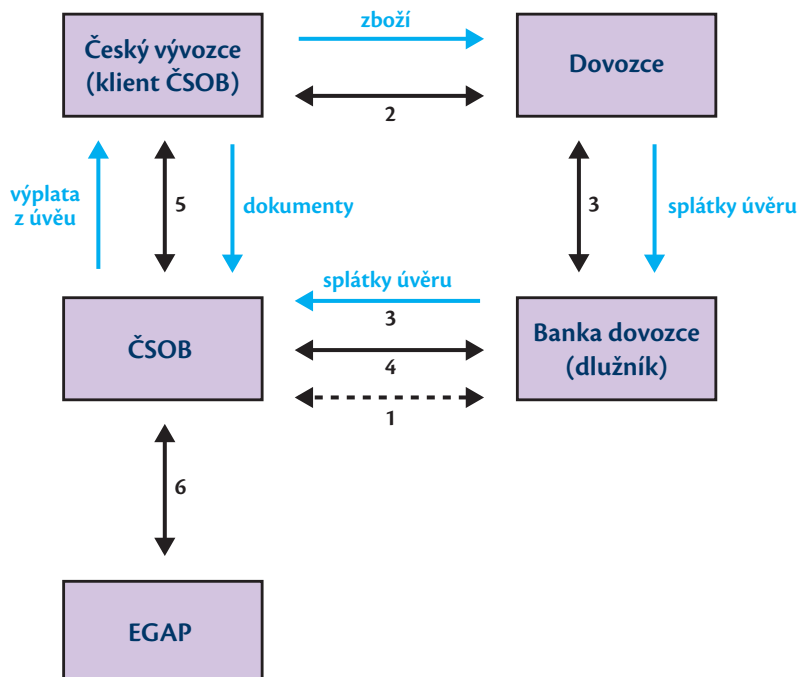 Český vývozce
(klient ČSOB)
zboží
2
Dovozce
výplata
z úvěu
5
dokumenty
3
splátky úvěru
ČSOB
splátky úvěru
3
4
1
Banka dovozce
(dlužník)
6
EGAP